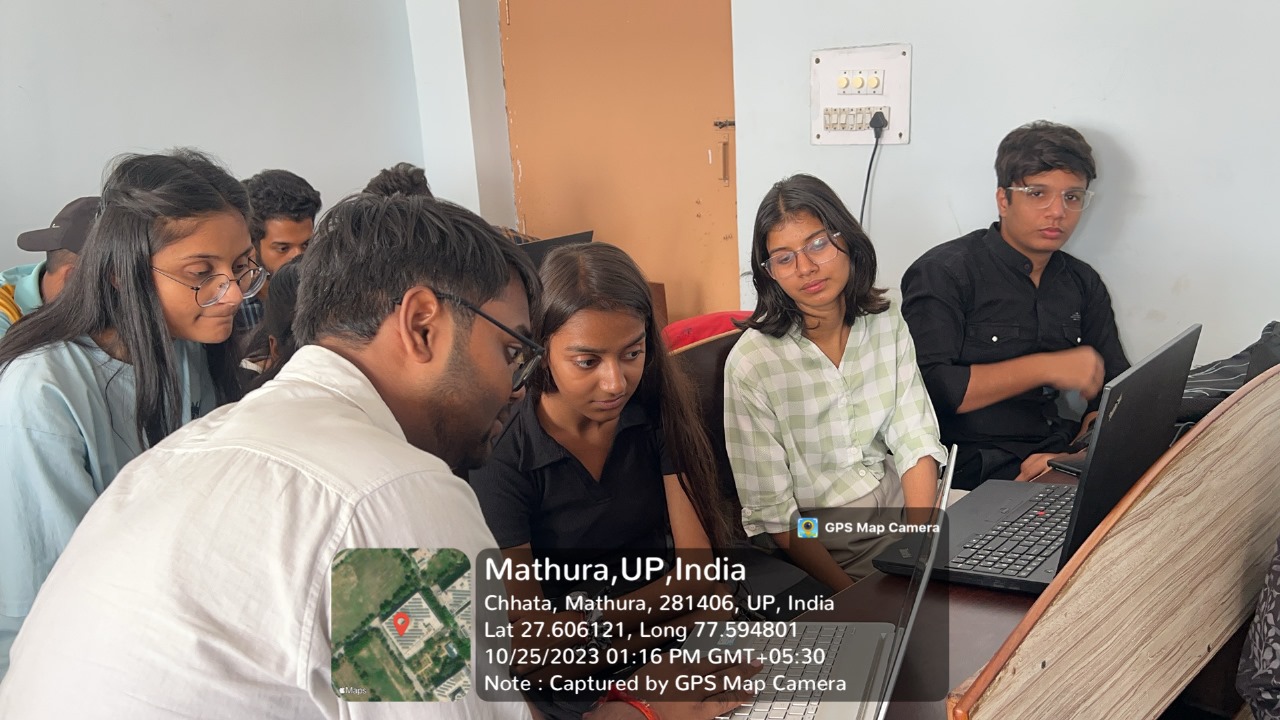 GPS Map Camera
Mathura,UP,India
Chhata, Mathura, 281406, UP, India
Lat 27.606121, Long 77.594801
10/25/2023 01:16 PM GMT+05:30
Note : Captured by GPS Map Camera
Maps